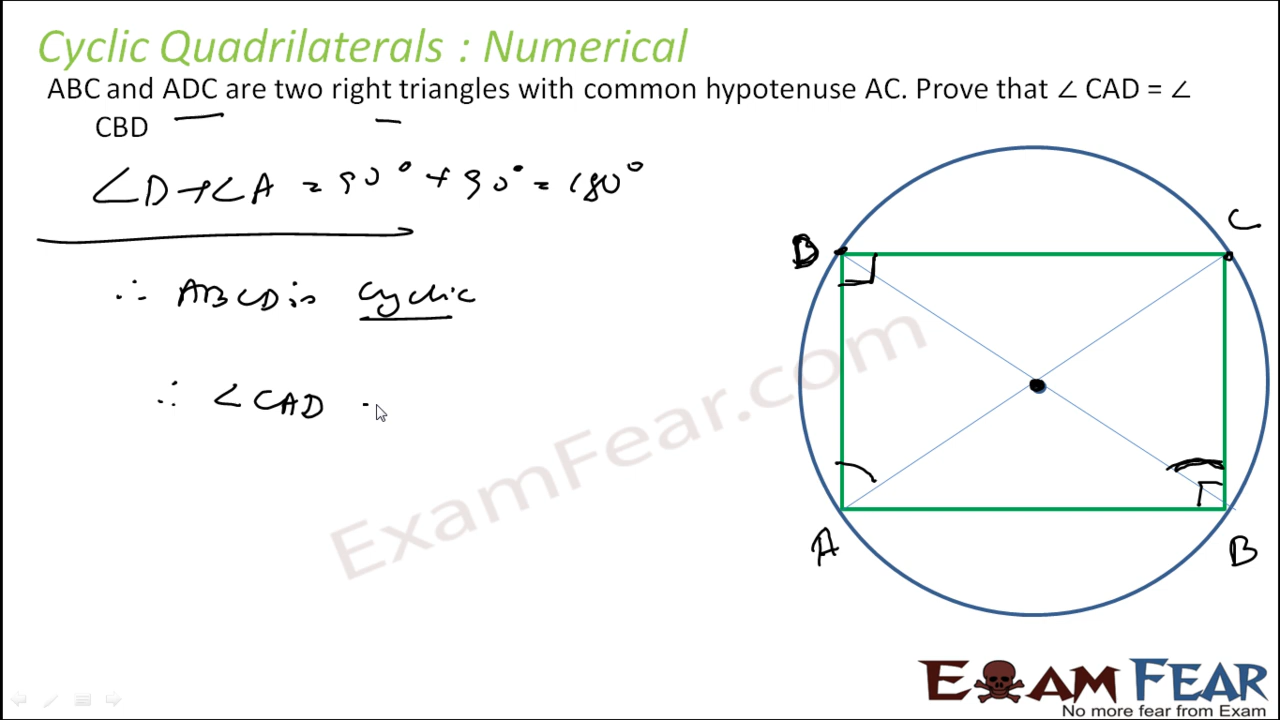 Cyclic Quadrilaterals : Numerical
ABC and ADC are two right triangles with common hypotenuse AC. Prove that ∠ CAD = ∠
CBD
∠D + ∠A = 90° + 90° = 180°
∴ ABCD is cyclic
∴ ∠CAD =
D
C
A
B
ExamFear.com
EXAM FEAR
No more fear from Exam